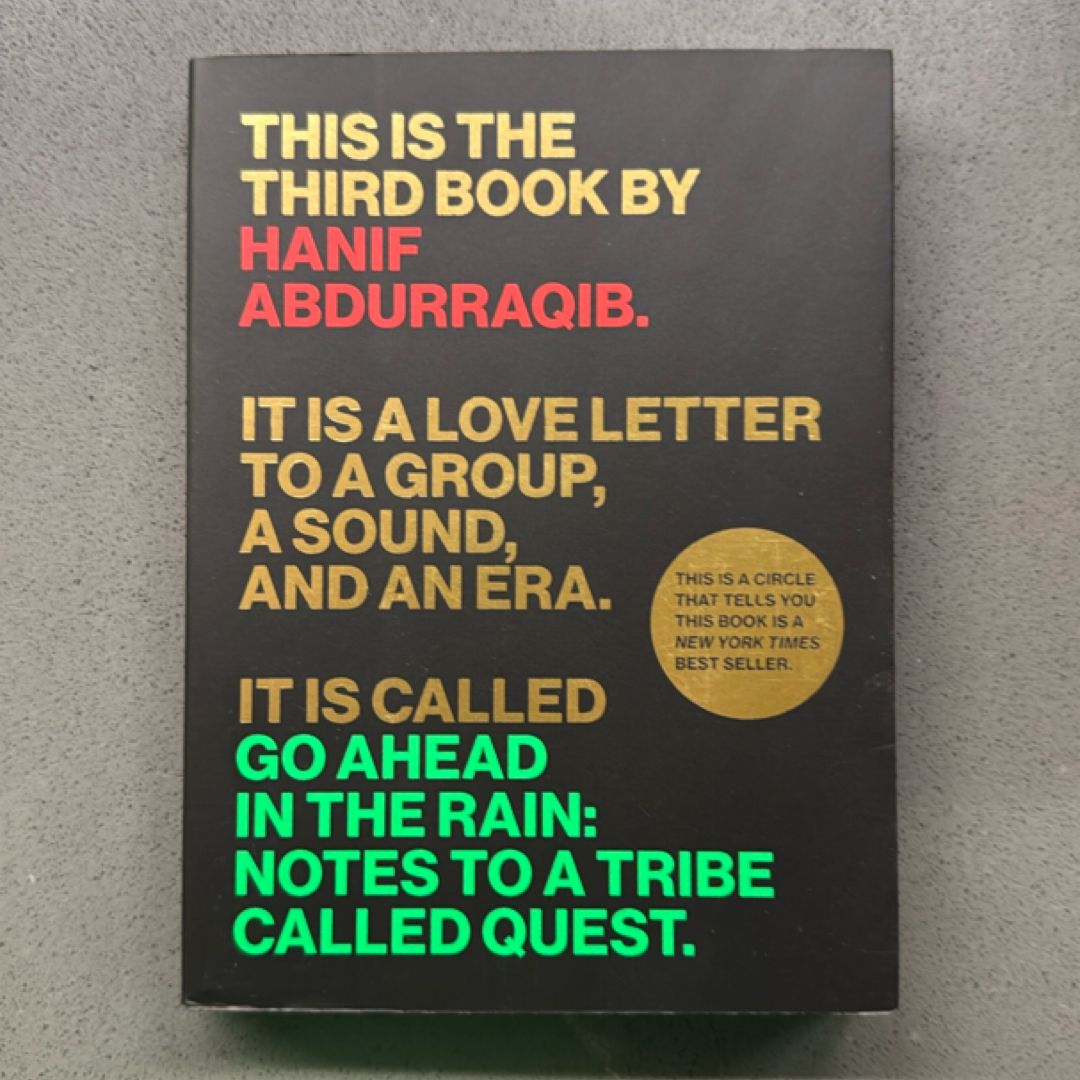 THIS IS THE
THIRD BOOK BY
HANIF
ABDURRAQIB.
IT IS A LOVE LETTER
TO A GROUP,
A SOUND,
AND AN ERA.
THIS IS A CIRCLE
THAT TELLS YOU
THIS BOOK IS A
NEW YORK TIMES
BEST SELLER.
IT IS CALLED
GO AHEAD
IN THE RAIN:
NOTES TO A TRIBE
CALLED QUEST.